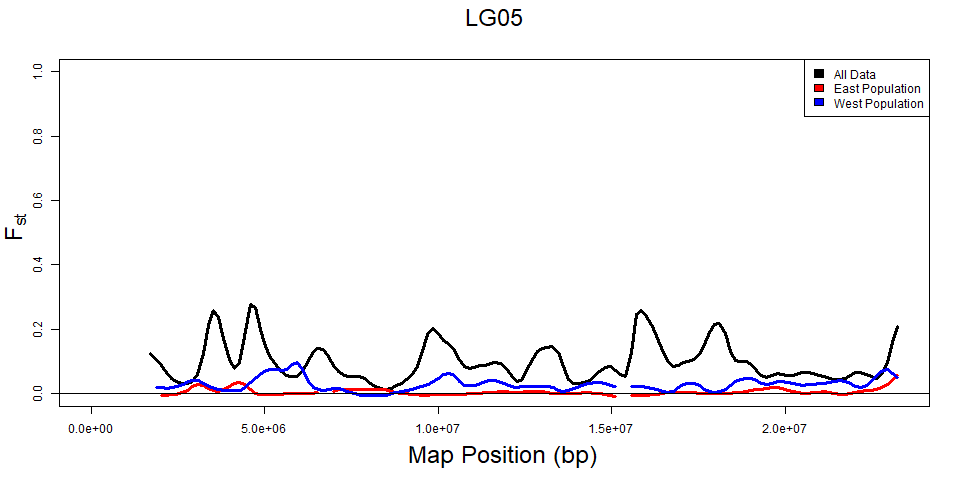 LG05
All Data
East Population
West Population
1.0
0.8
0.6
0.4
0.2
0.0
Fst
0.0e+00 5.0e+06 1.0e+07 1.5e+07 2.0e+07
Map Position (bp)